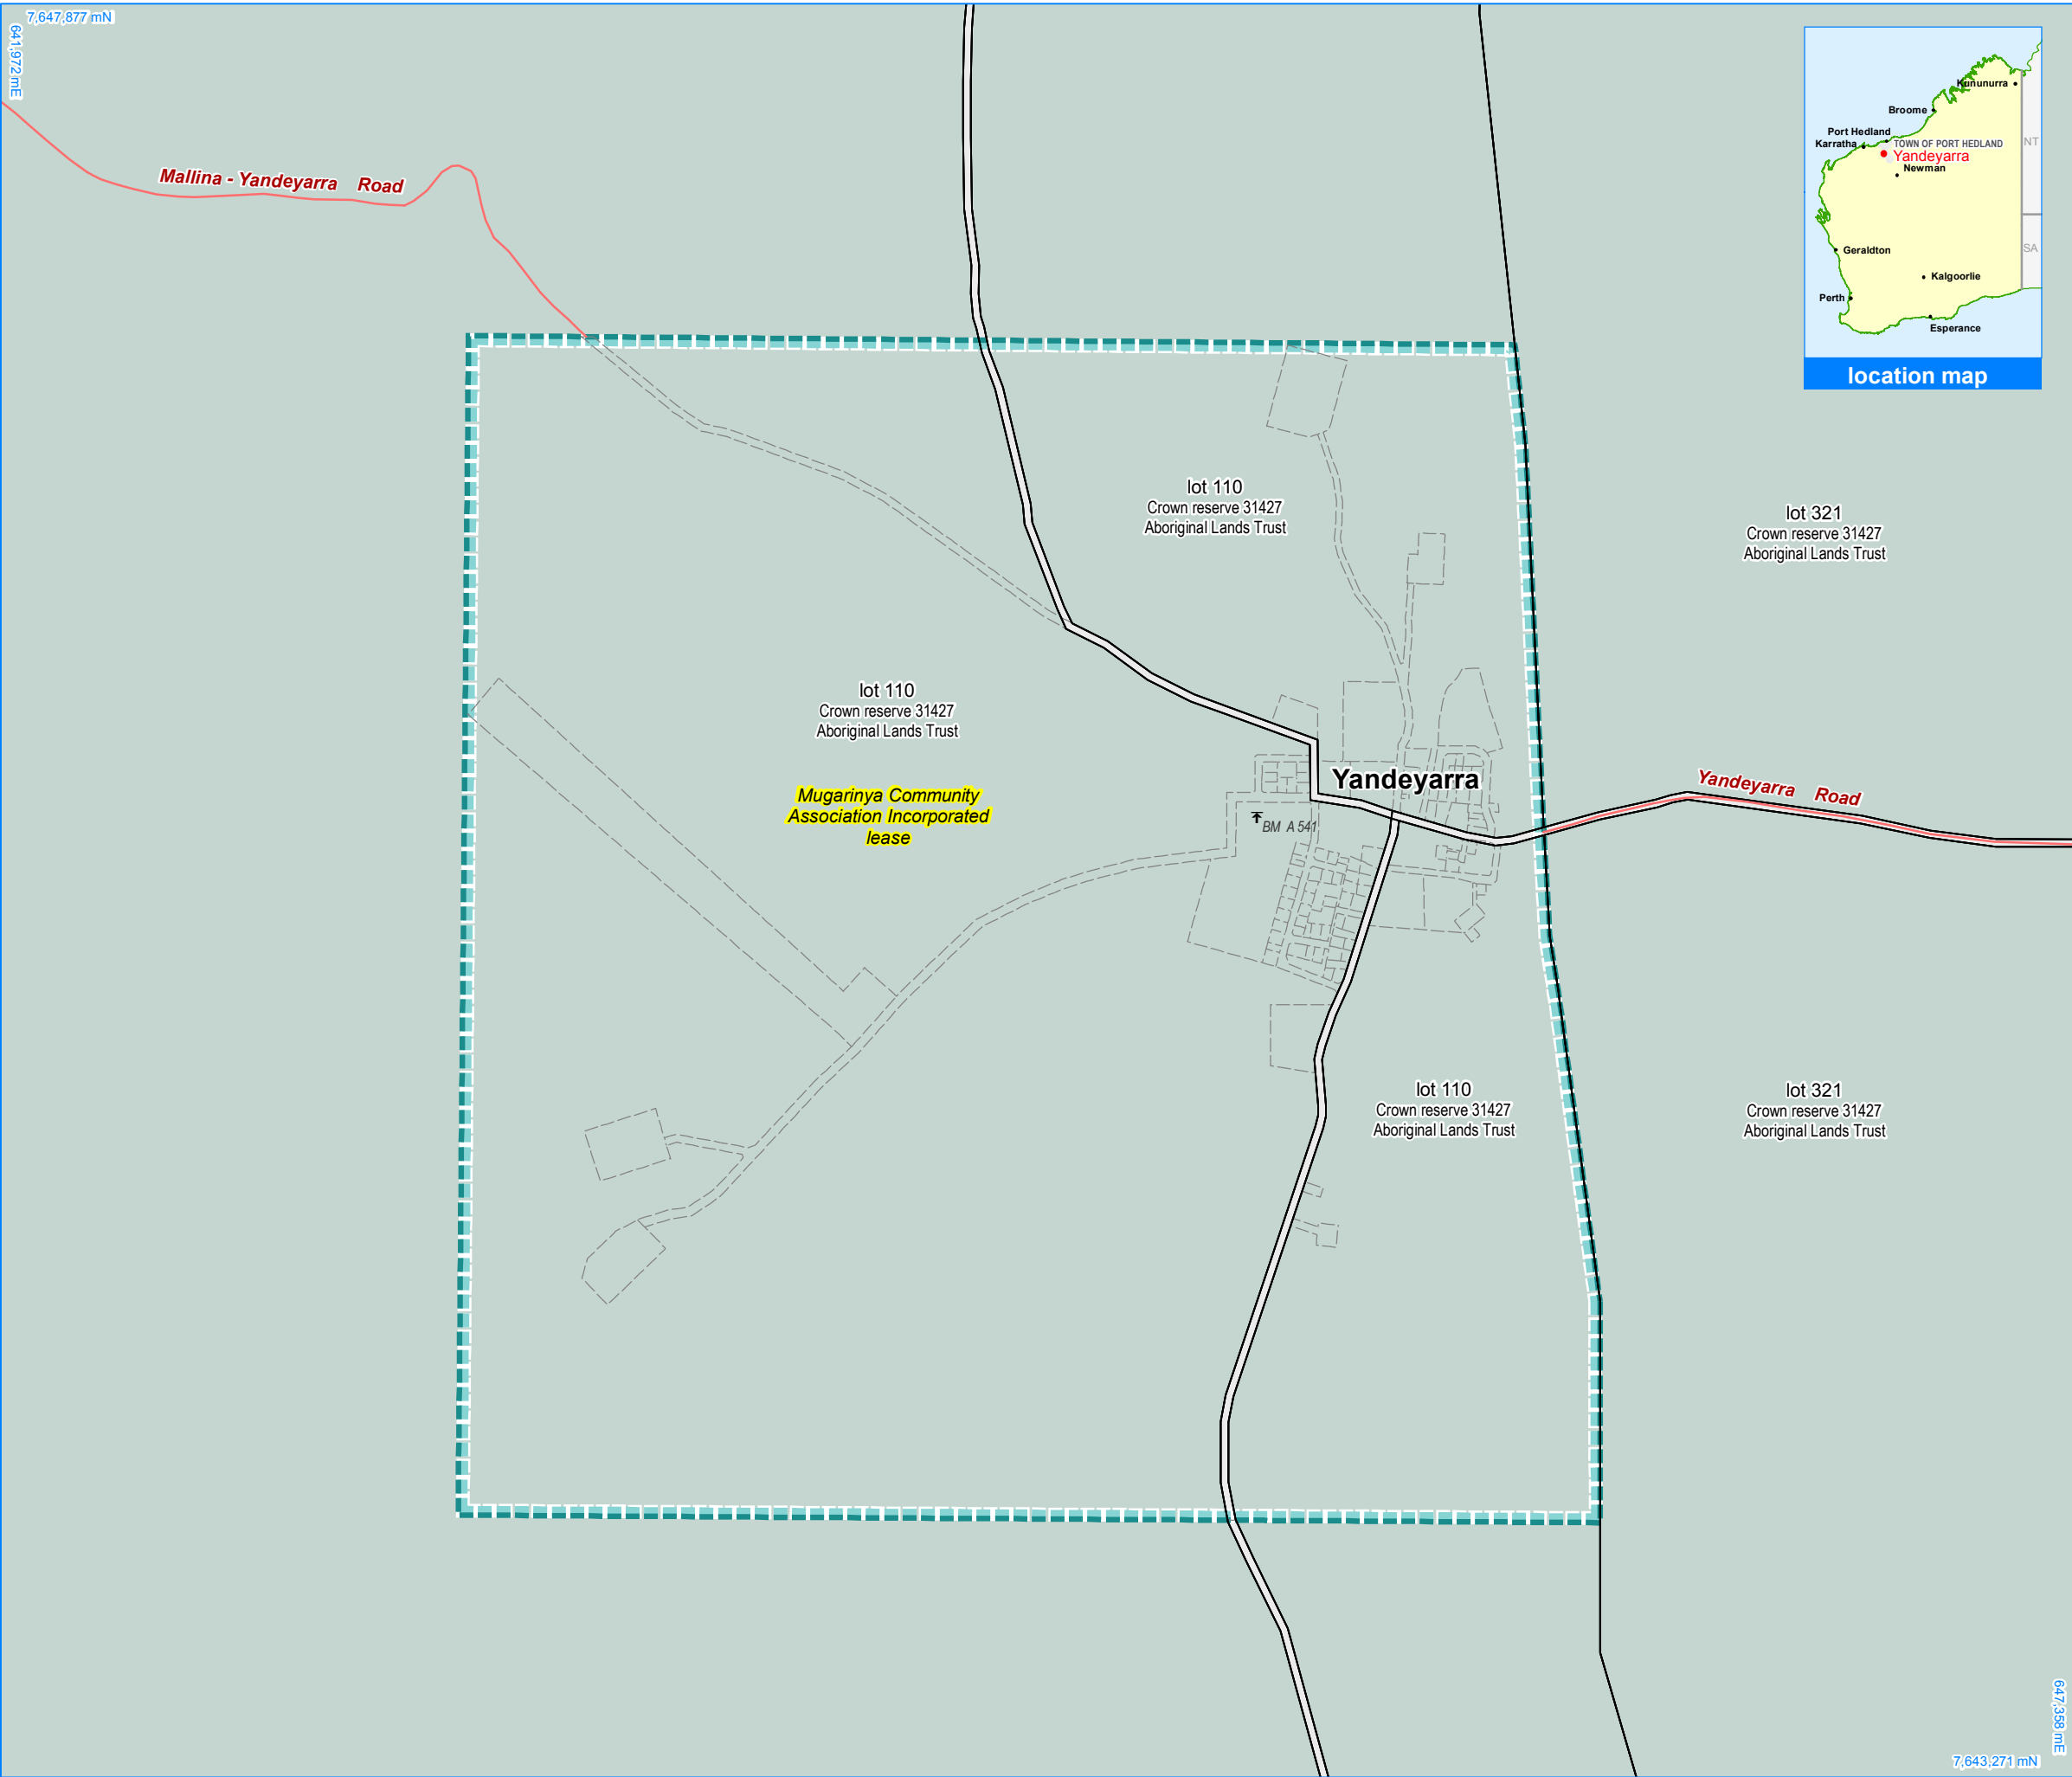 7,647,877 mN
641,972 mE
Mallina - Yandeyarra Road
Kununurra
Broome
Port Hedland
Karratha
TOWN OF PORT HEDLAND
Yandeyarra
Newman
NT
SA
Geraldton
Kalgoorlie
Perth
Esperance
location map
lot 110
Crown reserve 31427
Aboriginal Lands Trust
lot 321
Crown reserve 31427
Aboriginal Lands Trust
lot 110
Crown reserve 31427
Aboriginal Lands Trust
Mugarinya Community
Association Incorporated
lease
Yandeyarra
Yandeyarra Road
BM A 541
lot 110
Crown reserve 31427
Aboriginal Lands Trust
lot 321
Crown reserve 31427
Aboriginal Lands Trust
647,358 mE
7,643,271 mN